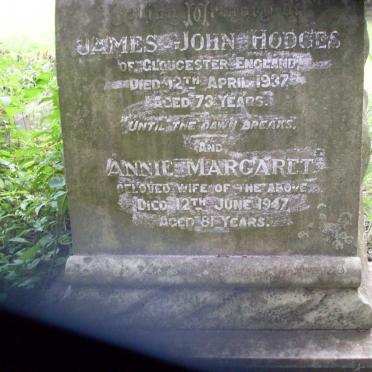 JAMES JOHN HODGES
OF GLOUCESTER ENGLAND,
DIED 12TH APRIL 1937
AGED 73 YEARS.
"UNTIL THE DAWN BREAKS."
AND
ANNIE MARGARET
BELOVED WIFE OF THE ABOVE
DIED 12TH JUNE 1947
AGED 81 YEARS.